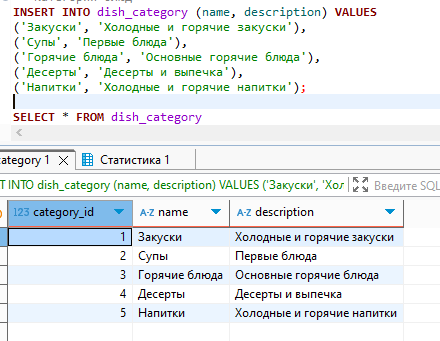 INSERT INTO dish_category (name, description) VALUES
('Закуски', 'Холодные и горячие закуски'),
('Супы', 'Первые блюда'),
('Горячие блюда', 'Основные горячие блюда'),
('Десерты', 'Десерты и выпечка'),
('Напитки', 'Холодные и горячие напитки');
SELECT * FROM dish_category
ategory 1 Статистика 1
T INTO dish_category (name, description) VALUES ('Закуски', 'Хол Введите SQL
123 category_id A-Z name A-Z description
1 Закуски Холодные и горячие закуски
2 Супы Первые блюда
3 Горячие блюда Основные горячие блюда
4 Десерты Десерты и выпечка
5 Напитки Холодные и горячие напитки